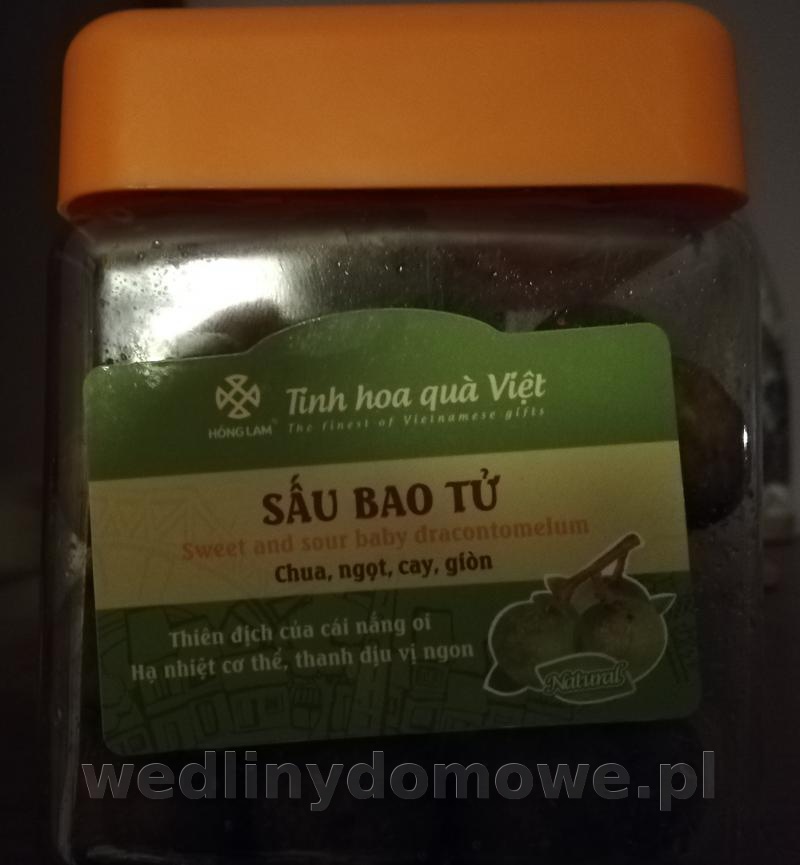 Tinh hoa quà Việt
HỒNG LAM
The finest of Vietnamese gifts
SẤU BAO TỬ
Sweet and sour baby dracontomelum
Chua, ngọt, cay, giòn
Thiên địch của cái nắng oi
Hạ nhiệt cơ thể, thanh dịu vị ngon
Natural
wedlinydomowe.pl